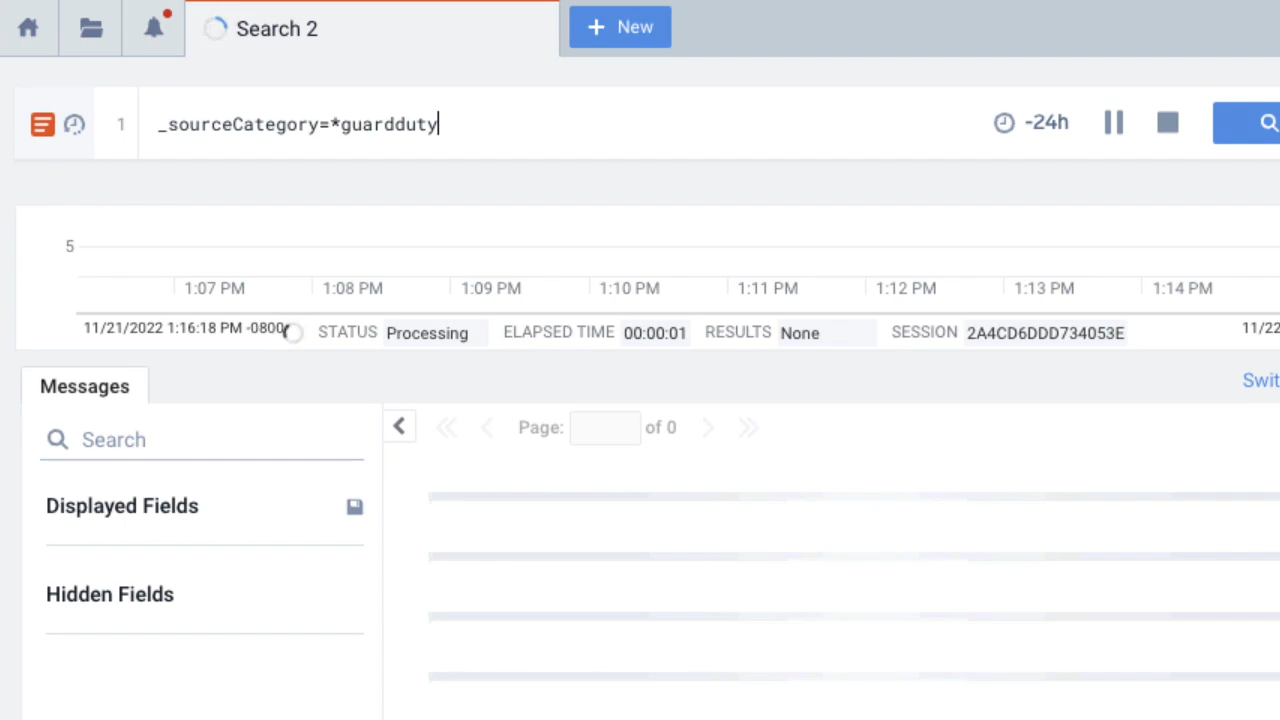 Search 2
+ New
1
_sourceCategory=*guardduty
-24h
5
1:07 PM 1:08 PM 1:09 PM 1:10 PM 1:11 PM 1:12 PM 1:13 PM 1:14 PM
11/21/2022 1:16:18 PM -0800 STATUS Processing ELAPSED TIME 00:00:01 RESULTS None SESSION 2A4CD6DDD734053E 11/22
Messages
Swit
Search
Page: of 0
Displayed Fields
Hidden Fields